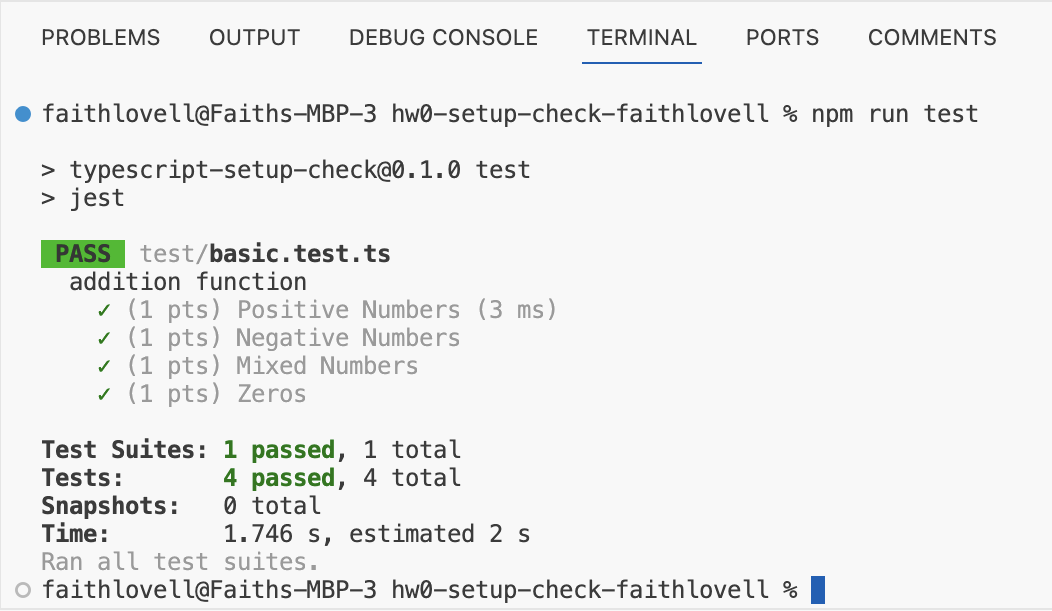 PROBLEMS OUTPUT DEBUG CONSOLE TERMINAL PORTS COMMENTS
faithlovell@Faiths-MBP-3 hw0-setup-check-faithlovell % npm run test
> typescript-setup-check@0.1.0 test
> jest
PASS test/basic.test.ts
addition function
✓ (1 pts) Positive Numbers (3 ms)
✓ (1 pts) Negative Numbers
✓ (1 pts) Mixed Numbers
✓ (1 pts) Zeros
Test Suites: 1 passed, 1 total
Tests: 4 passed, 4 total
Snapshots: 0 total
Time: 1.746 s, estimated 2 s
Ran all test suites.
faithlovell@Faiths-MBP-3 hw0-setup-check-faithlovell %